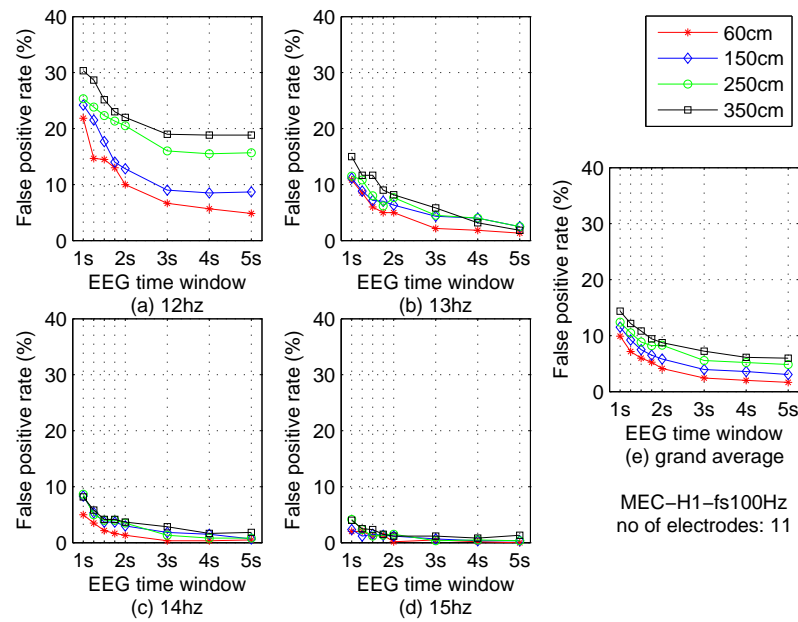 False positive rate (%)
40
30
20
10
0
1s 2s 3s 4s 5s
EEG time window
(a) 12hz
False positive rate (%)
40
30
20
10
0
1s 2s 3s 4s 5s
EEG time window
(b) 13hz
60cm
150cm
250cm
350cm
False positive rate (%)
40
30
20
10
0
1s 2s 3s 4s 5s
EEG time window
(c) 14hz
False positive rate (%)
40
30
20
10
0
1s 2s 3s 4s 5s
EEG time window
(d) 15hz
False positive rate (%)
40
30
20
10
0
1s 2s 3s 4s 5s
EEG time window
(e) grand average
MEC−H1−fs100Hz
no of electrodes: 11